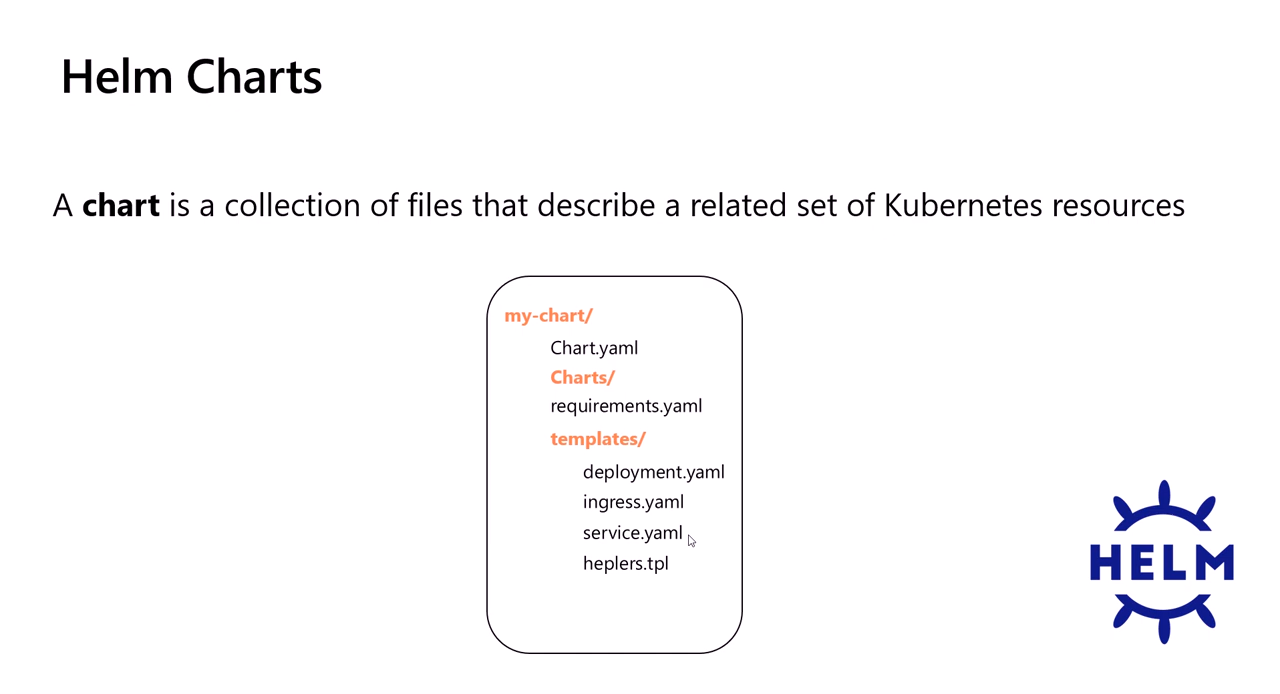 Helm Charts
A chart is a collection of files that describe a related set of Kubernetes resources
my-chart/
Chart.yaml
Charts/
requirements.yaml
templates/
deployment.yaml
ingress.yaml
service.yaml
heplers.tpl
HELM